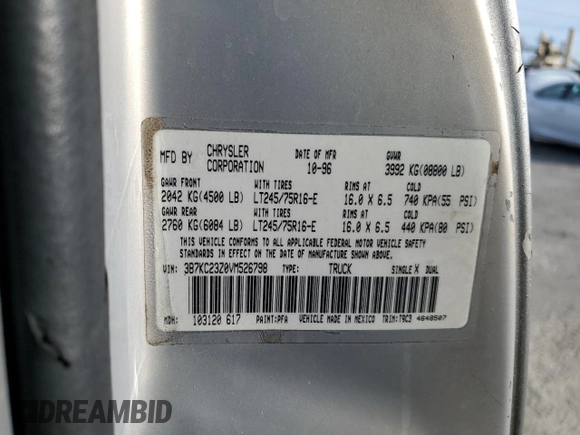 MFD BY CHRYSLER CORPORATION DATE OF MFR 10-96 GVWR 3992 KG(08800 LB)
GAWR FRONT WITH TIRES RIMS AT COLD
2042 KG(4500 LB) LT245/75R16-E 16.0 X 6.5 740 KPA(55 PSI)
GAWR REAR WITH TIRES RIMS AT COLD
2760 KG(6084 LB) LT245/75R16-E 16.0 X 6.5 440 KPA(80 PSI)
THIS VEHICLE CONFORMS TO ALL APPLICABLE FEDERAL MOTOR VEHICLE SAFETY
STANDARDS IN EFFECT ON THE DATE OF MANUFACTURE SHOWN ABOVE.
VIN: 3B7KC23Z0VM526798 TYPE: TRUCK SINGLE X DUAL
MDH: 103120 617 PAINT:PFA VEHICLE MADE IN MEXICO TRIM:T9C3 4648507
DREAMBID